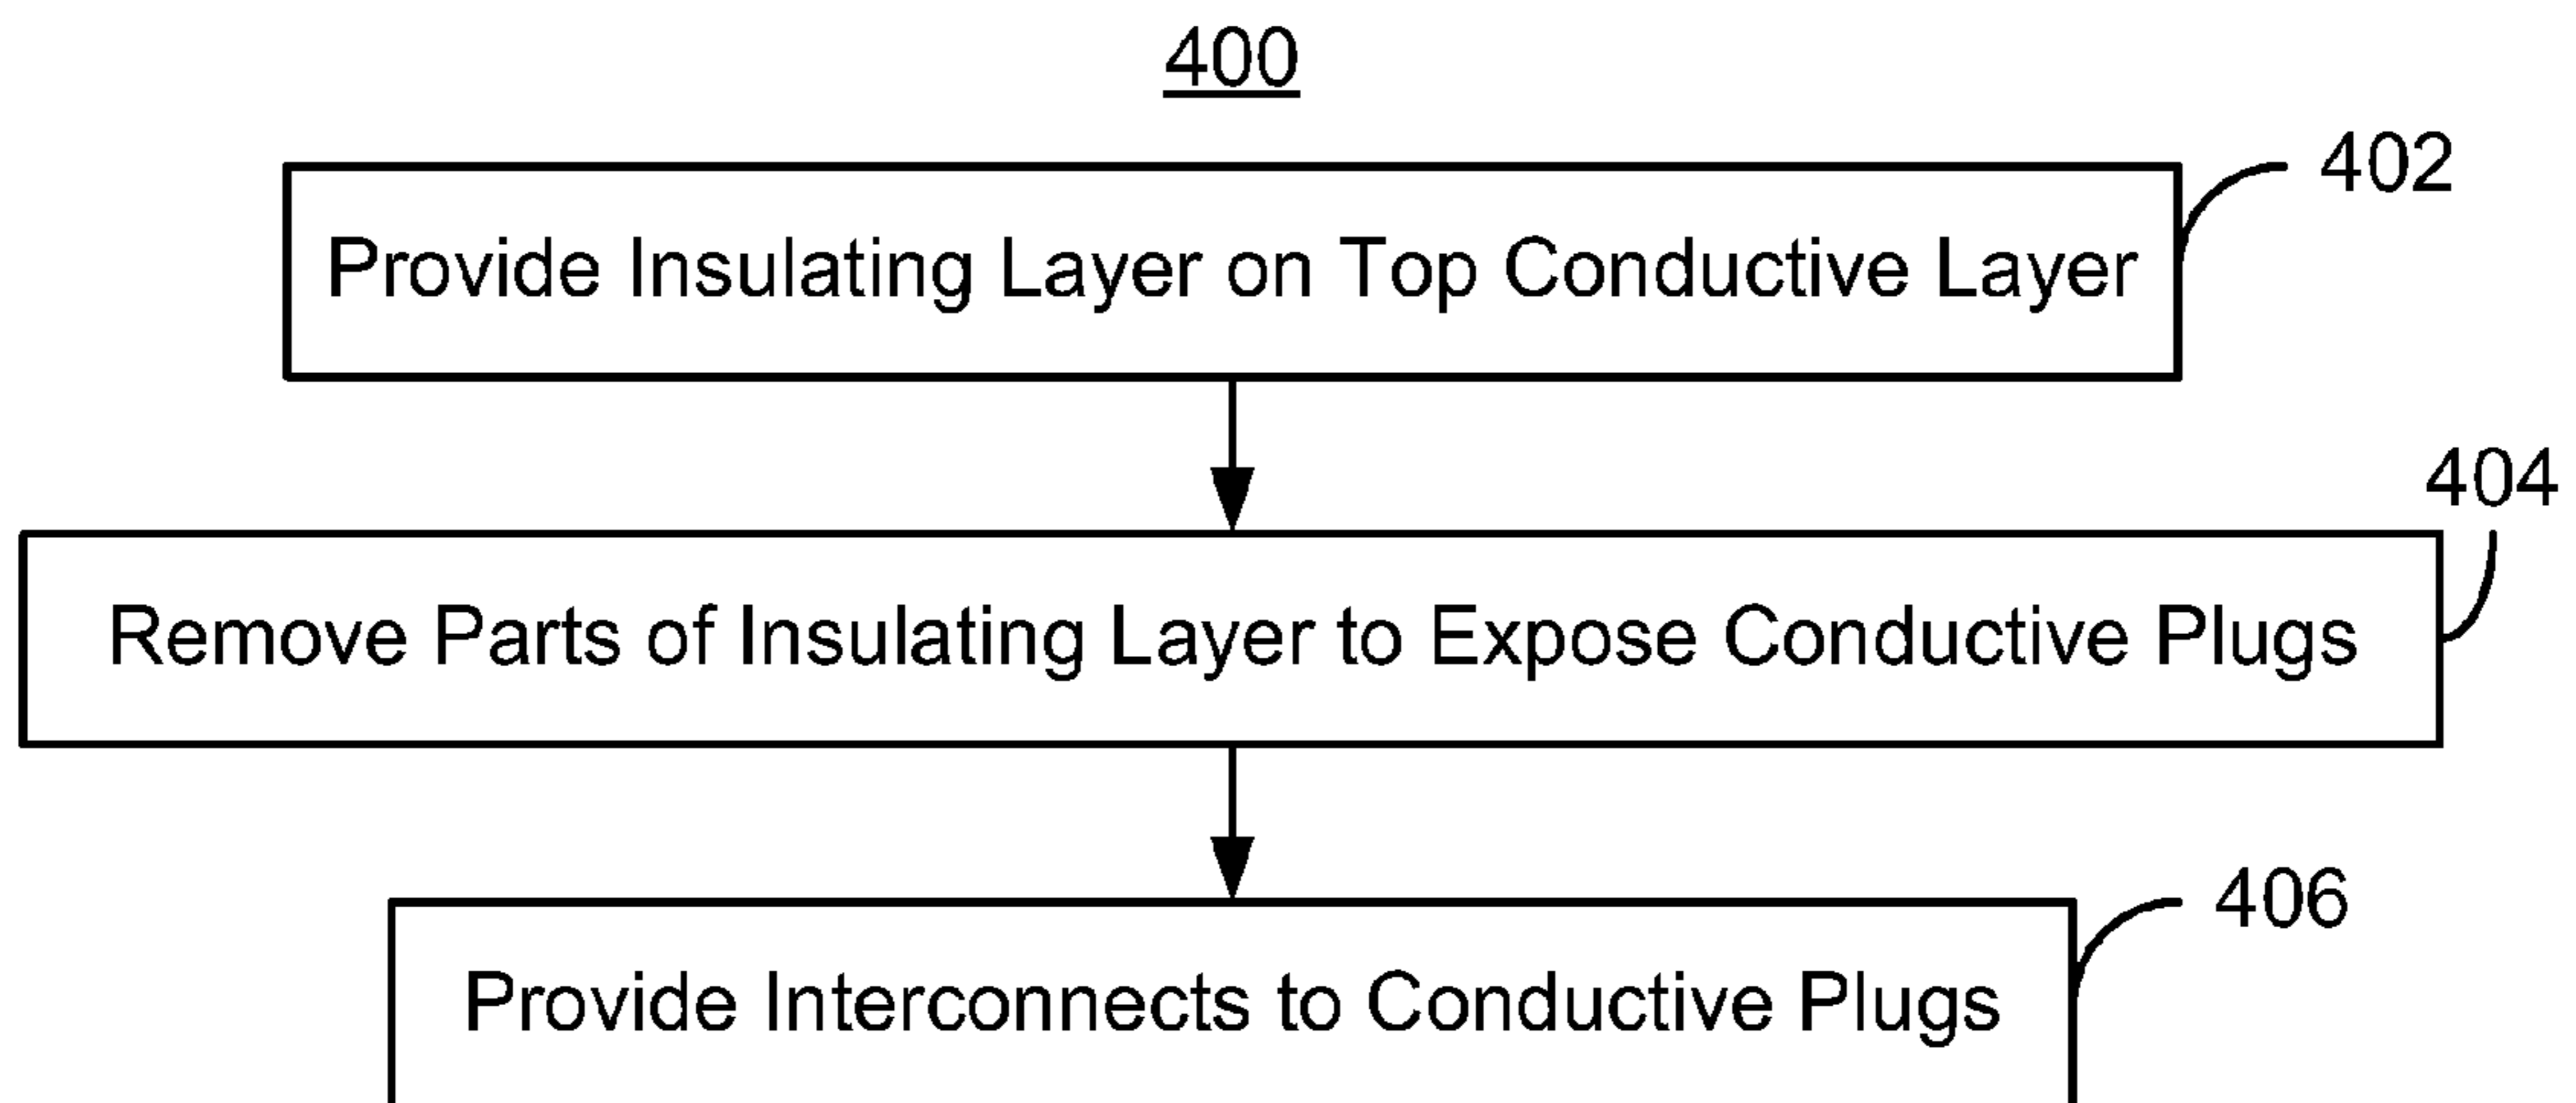 400
402
Provide Insulating Layer on Top Conductive Layer
404
Remove Parts of Insulating Layer to Expose Conductive Plugs
406
Provide Interconnects to Conductive Plugs